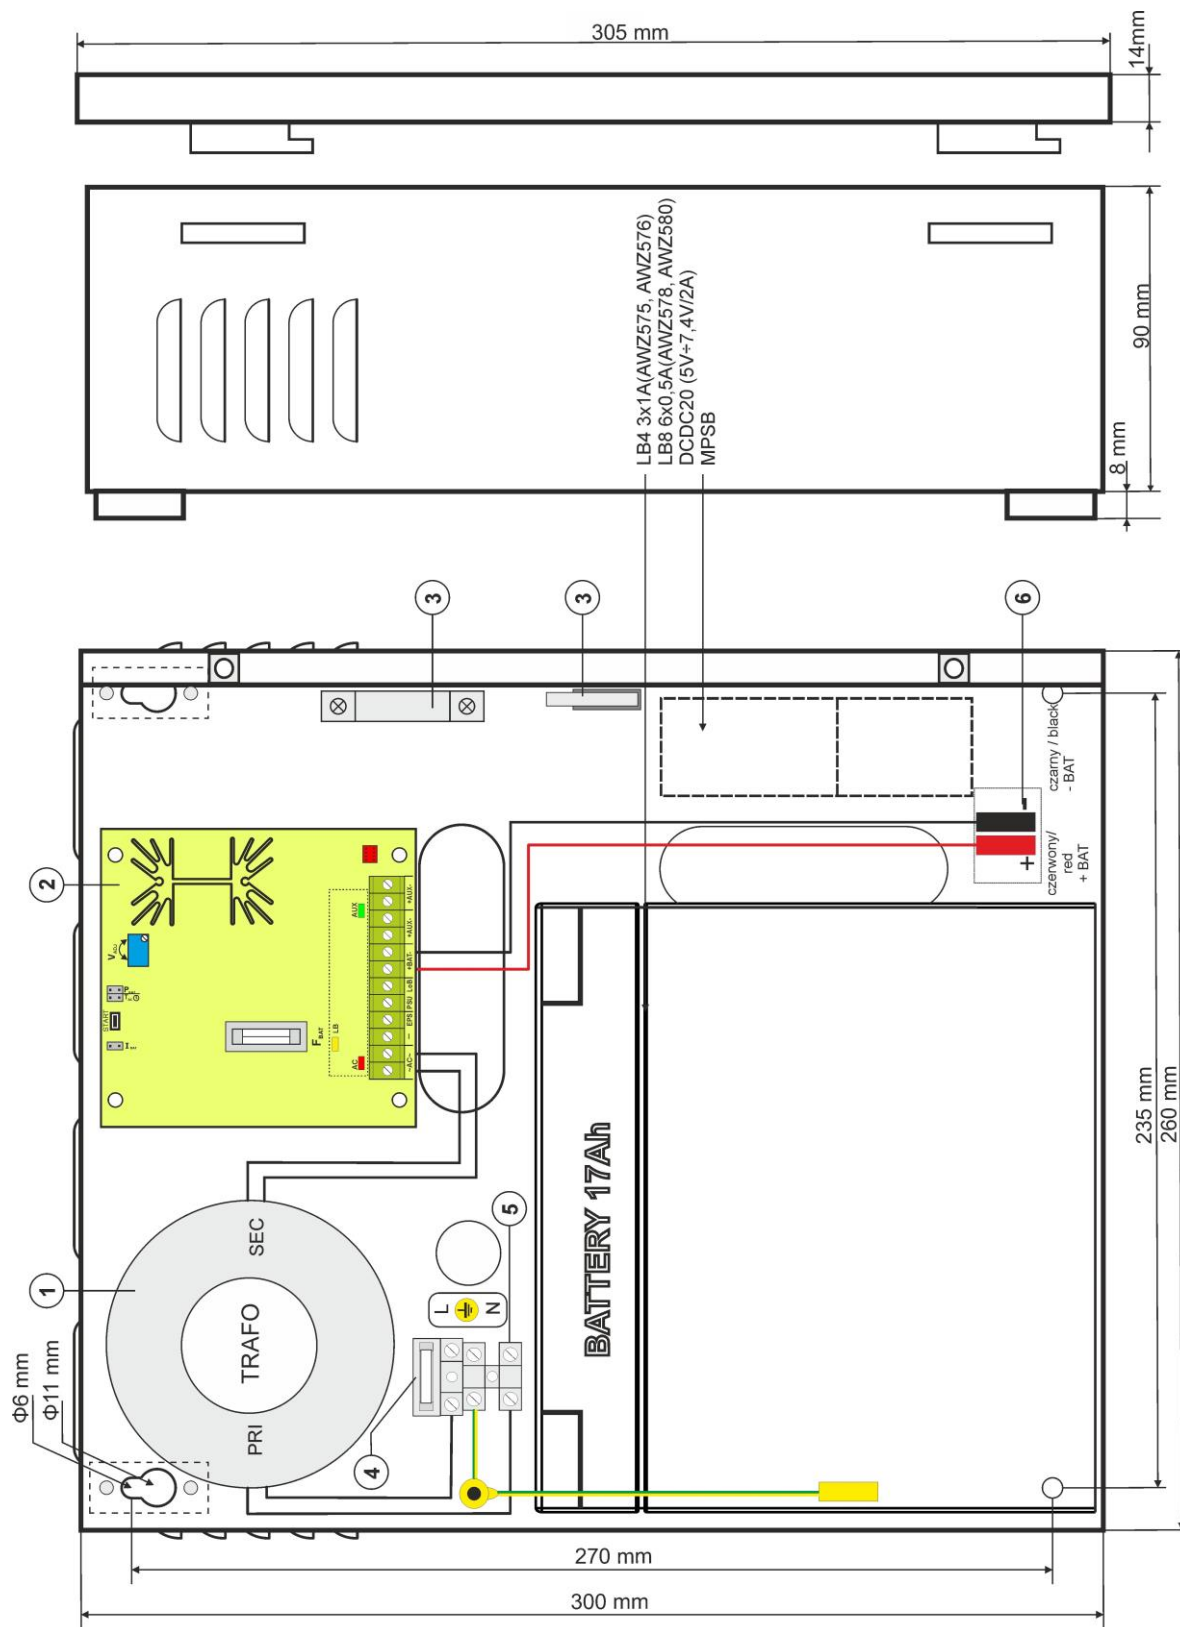 305 mm
14mm
LB4 3x1A(AWZ575, AWZ576)
LB8 6x0,5A(AWZ578, AWZ580)
DCDC20 (5V÷7,4V/2A)
MPSB
90 mm
8 mm
3
3
6
czarny / black
- BAT
czerwony/
red
+ BAT
+
-
2
VADJ
START
FBAT
AC
LB
AUX
~AC~
EPS
PSU
LoB
+BAT-
+AUX-
+AUX-
1
SEC
TRAFO
PRI
Φ6 mm
Φ11 mm
L
N
5
4
BATTERY 17Ah
235 mm
260 mm
270 mm
300 mm